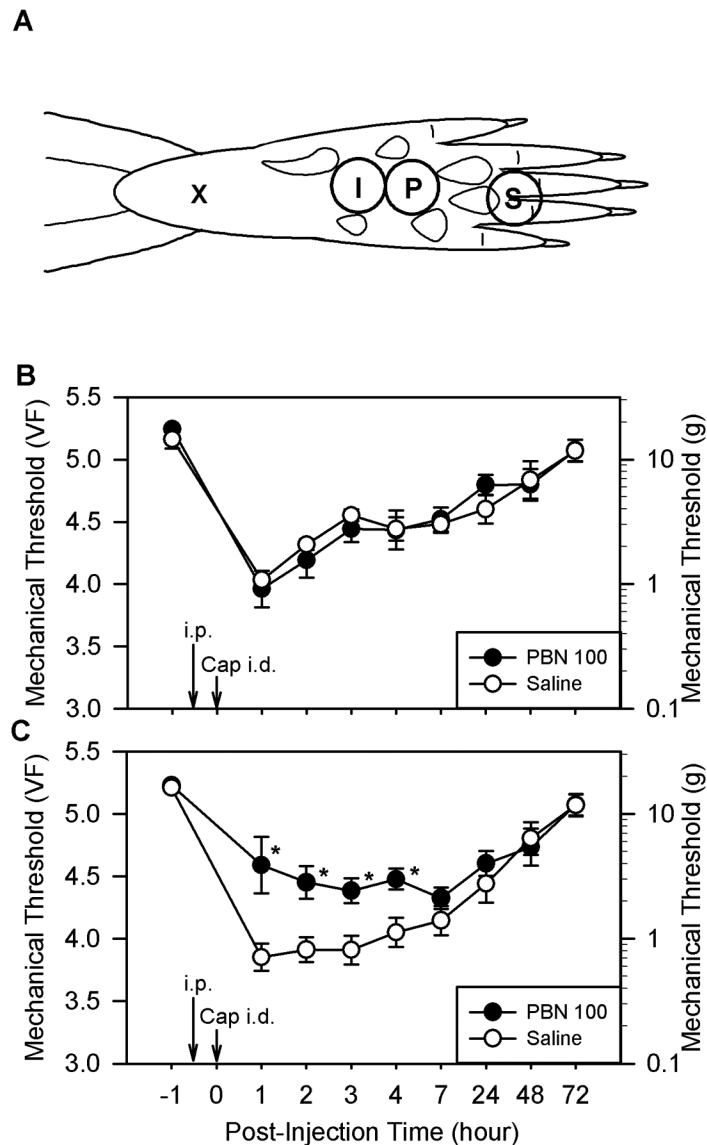 A
X I P S
B
Mechanical Threshold (VF)
5.5
5.0
4.5
4.0
3.5
3.0
i.p.
Cap i.d.
PBN 100
Saline
10
1
0.1
Mechanical Threshold (g)
C
Mechanical Threshold (VF)
5.5
5.0
4.5
4.0
3.5
3.0
* * * *
i.p.
Cap i.d.
PBN 100
Saline
10
1
0.1
Mechanical Threshold (g)
-1 0 1 2 3 4 7 24 48 72
Post-Injection Time (hour)